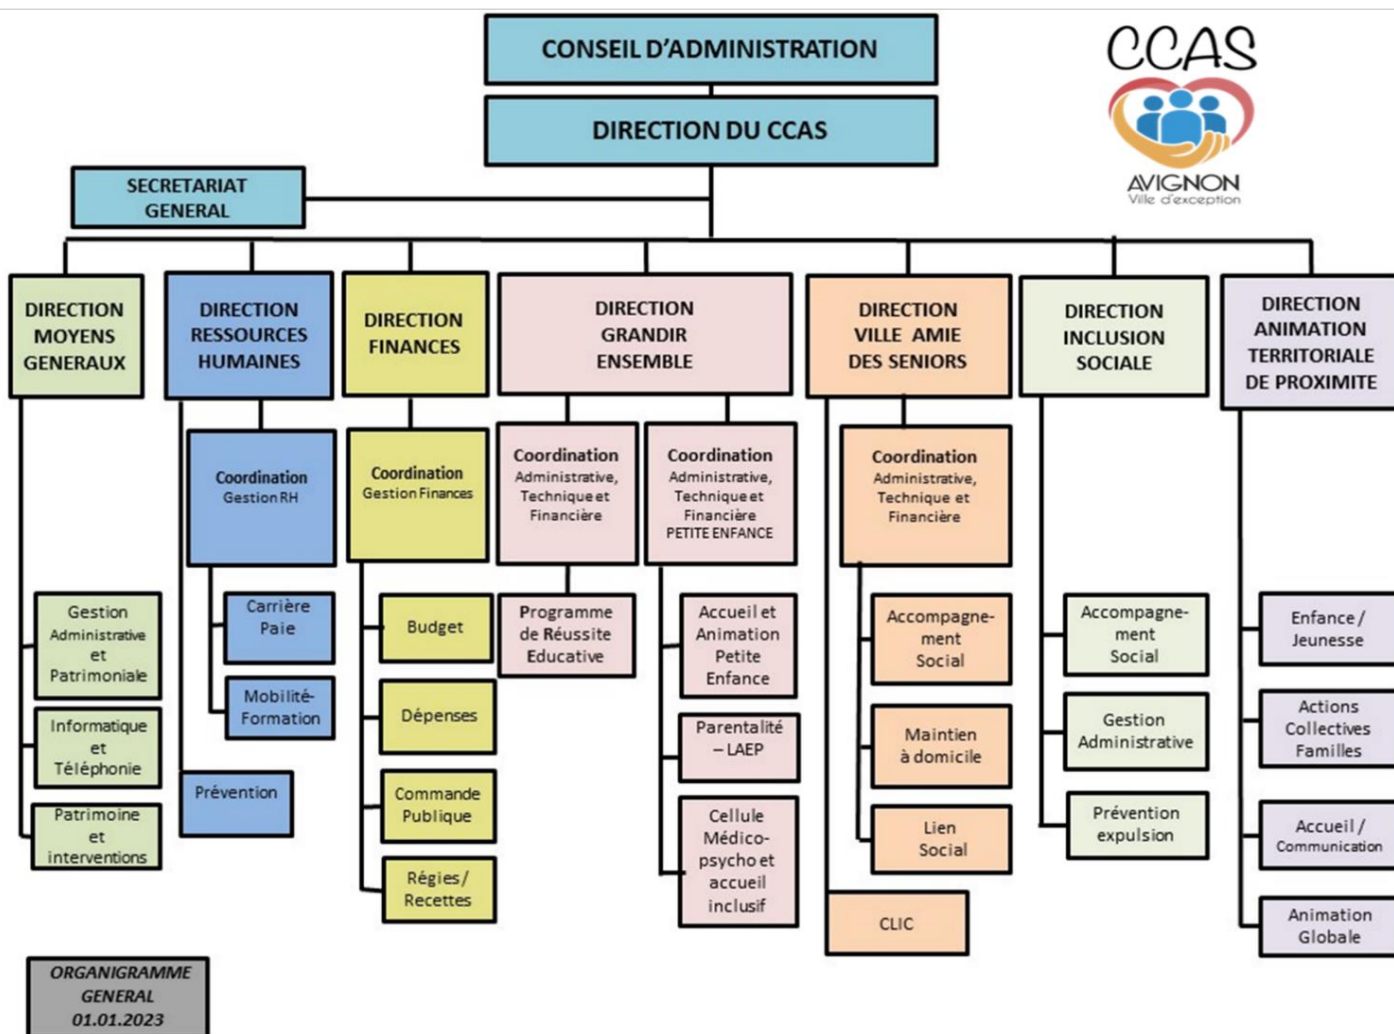 CONSEIL D'ADMINISTRATION
CCAS
AVIGNON
Ville d'exception
DIRECTION DU CCAS
SECRETARIAT
GENERAL
DIRECTION
MOYENS
GENERAUX
DIRECTION
RESSOURCES
HUMAINES
DIRECTION
FINANCES
DIRECTION
GRANDIR
ENSEMBLE
DIRECTION
VILLE AMIE
DES SENIORS
DIRECTION
INCLUSION
SOCIALE
DIRECTION
ANIMATION
TERRITORIALE
DE PROXIMITE
Coordination
Gestion RH
Coordination
Gestion Finances
Coordination
Administrative,
Technique et
Financière
Coordination
Administrative,
Technique et
Financière
PETITE ENFANCE
Coordination
Administrative,
Technique et
Financière
Gestion
Administrative
et
Patrimoniale
Informatique
et
Téléphonie
Patrimoine
et
interventions
Carrière
Paie
Mobilité-
Formation
Prévention
Budget
Dépenses
Commande
Publique
Régies/
Recettes
Programme
de Réussite
Educative
Accueil et
Animation
Petite
Enfance
Parentalité
– LAEP
Cellule
Médico-
psycho et
accueil
inclusif
Accompagne-
ment
Social
Maintien
à domicile
Lien
Social
CLIC
Accompagne-
ment
Social
Gestion
Administrative
Prévention
expulsion
Enfance /
Jeunesse
Actions
Collectives
Familles
Accueil /
Communication
Animation
Globale
ORGANIGRAMME
GENERAL
01.01.2023